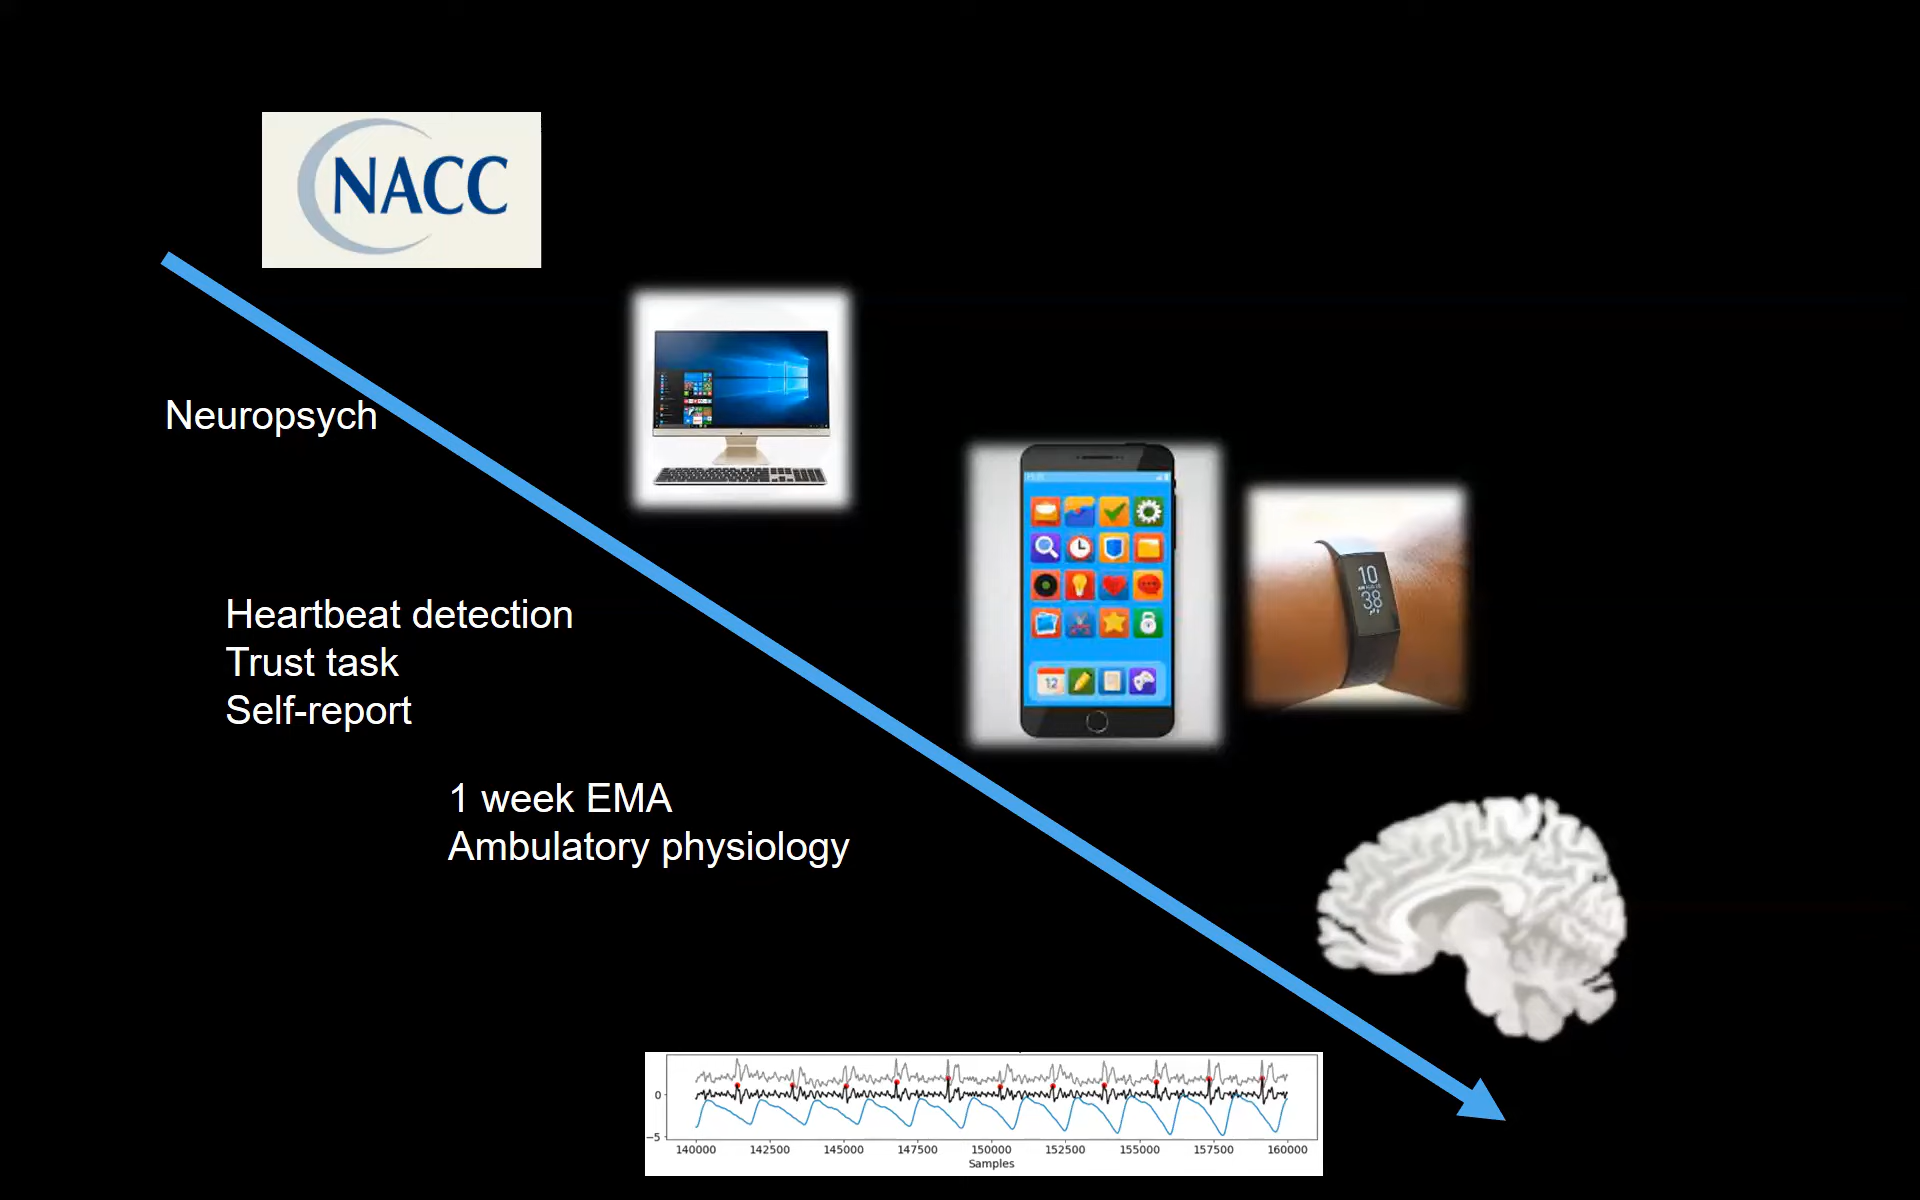 NACC
Neuropsych
Heartbeat detection
Trust task
Self-report
10
38
12
1 week EMA
Ambulatory physiology
0
−5
140000 142500 145000 147500 150000 152500 155000 157500 160000
Samples